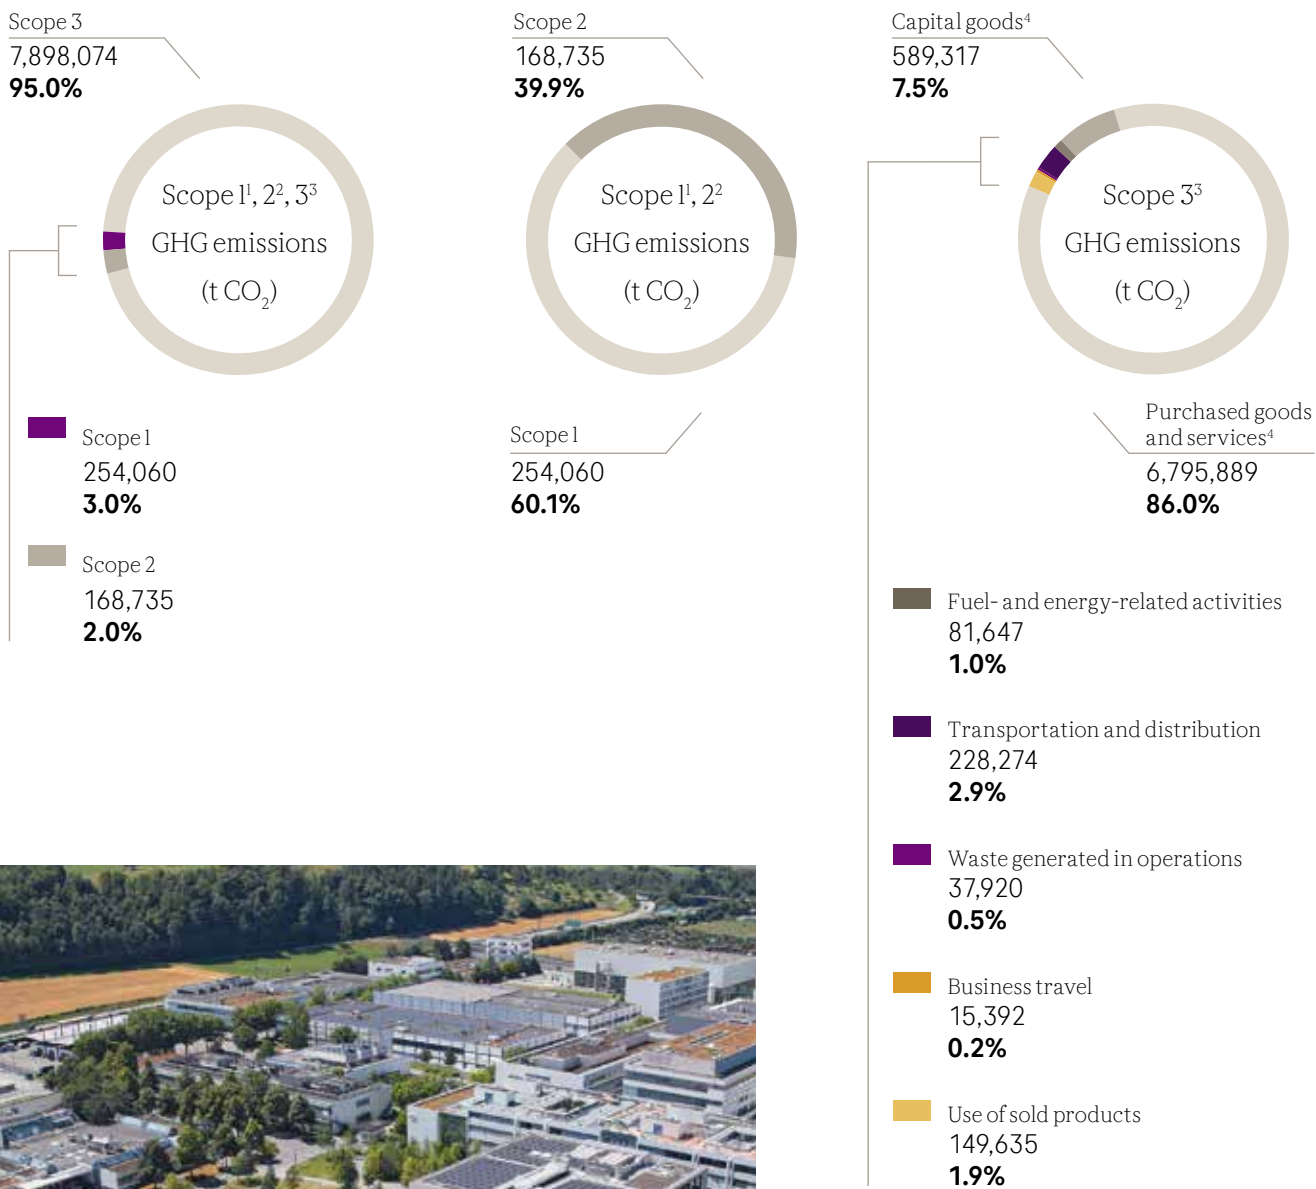 Scope 3
7,898,074
95.0%
Scope 1¹, 2², 3³
GHG emissions
(t CO₂)
Scope 1
254,060
3.0%
Scope 2
168,735
2.0%
Scope 2
168,735
39.9%
Scope 1¹, 2²
GHG emissions
(t CO₂)
Scope 1
254,060
60.1%
Capital goods⁴
589,317
7.5%
Scope 3³
GHG emissions
(t CO₂)
Purchased goods
and services⁴
6,795,889
86.0%
Fuel- and energy-related activities
81,647
1.0%
Transportation and distribution
228,274
2.9%
Waste generated in operations
37,920
0.5%
Business travel
15,392
0.2%
Use of sold products
149,635
1.9%